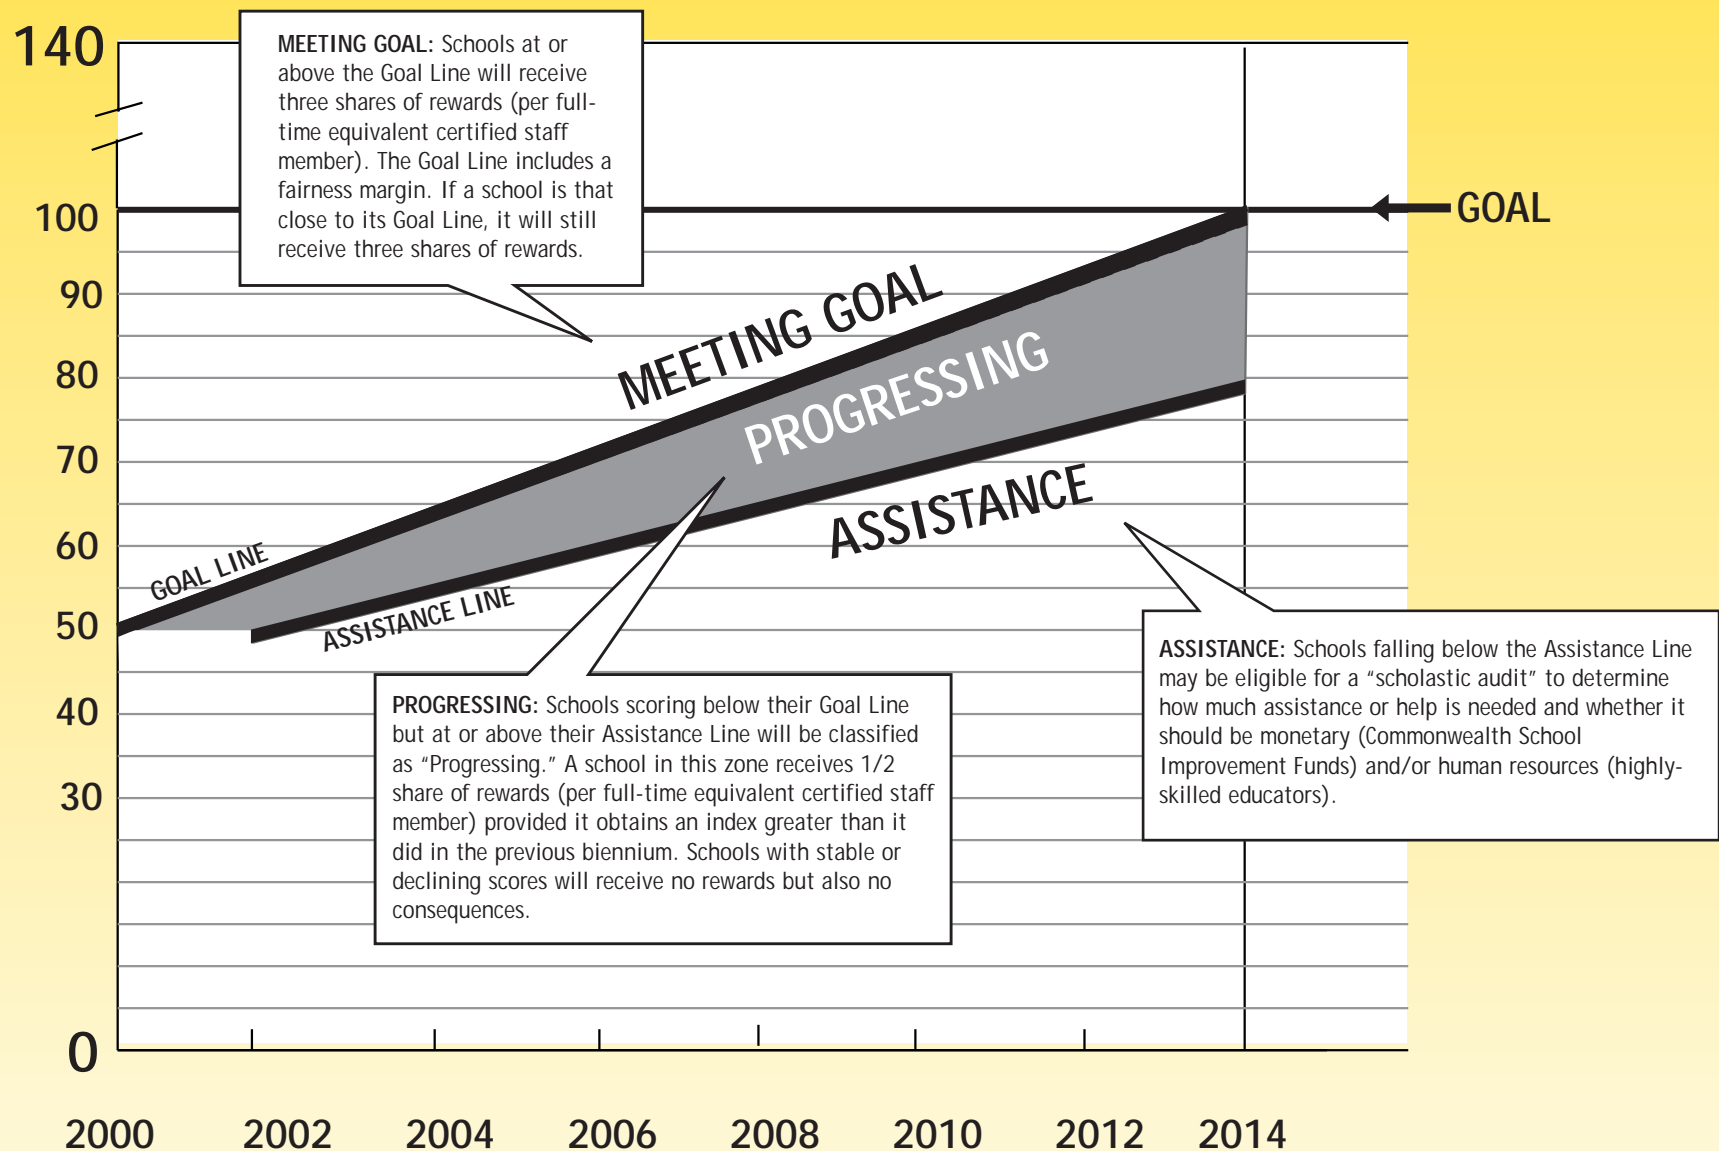 140
MEETING GOAL: Schools at or
above the Goal Line will receive
three shares of rewards (per full-
time equivalent certified staff
member). The Goal Line includes a
fairness margin. If a school is that
close to its Goal Line, it will still
receive three shares of rewards.
100
GOAL
90
80
70
60
50
40
30
0
MEETING GOAL
PROGRESSING
ASSISTANCE
GOAL LINE
ASSISTANCE LINE
PROGRESSING: Schools scoring below their Goal Line
but at or above their Assistance Line will be classified
as “Progressing.” A school in this zone receives 1/2
share of rewards (per full-time equivalent certified staff
member) provided it obtains an index greater than it
did in the previous biennium. Schools with stable or
declining scores will receive no rewards but also no
consequences.
ASSISTANCE: Schools falling below the Assistance Line
may be eligible for a “scholastic audit” to determine
how much assistance or help is needed and whether it
should be monetary (Commonwealth School
Improvement Funds) and/or human resources (highly-
skilled educators).
2000 2002 2004 2006 2008 2010 2012 2014